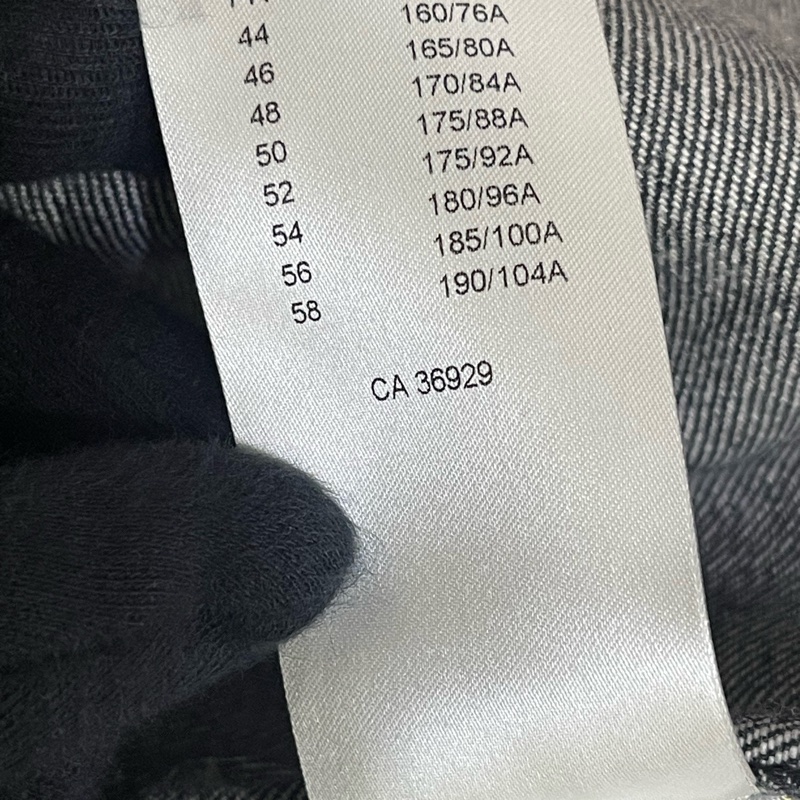 44 160/76A
46 165/80A
48 170/84A
50 175/88A
52 175/92A
54 180/96A
56 185/100A
58 190/104A
CA 36929